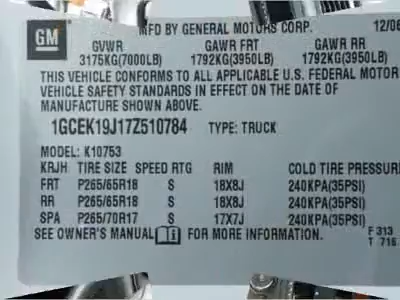 GM
MFD BY GENERAL MOTORS CORP. 12/06
GVWR GAWR FRT GAWR RR
3175KG(7000LB) 1792KG(3950LB) 1792KG(3950LB)
THIS VEHICLE CONFORMS TO ALL APPLICABLE U.S. FEDERAL MOTOR
VEHICLE SAFETY STANDARDS IN EFFECT ON THE DATE OF
MANUFACTURE SHOWN ABOVE.
1GCEK19J17Z510784 TYPE: TRUCK
MODEL: K10753
KRJH TIRE SIZE SPEED RTG RIM COLD TIRE PRESSURE
FRT P265/65R18 S 18X8J 240KPA(35PSI)
RR P265/65R18 S 18X8J 240KPA(35PSI)
SPA P265/70R17 S 17X7J 240KPA(35PSI)
SEE OWNER'S MANUAL FOR MORE INFORMATION. F 313
T 716